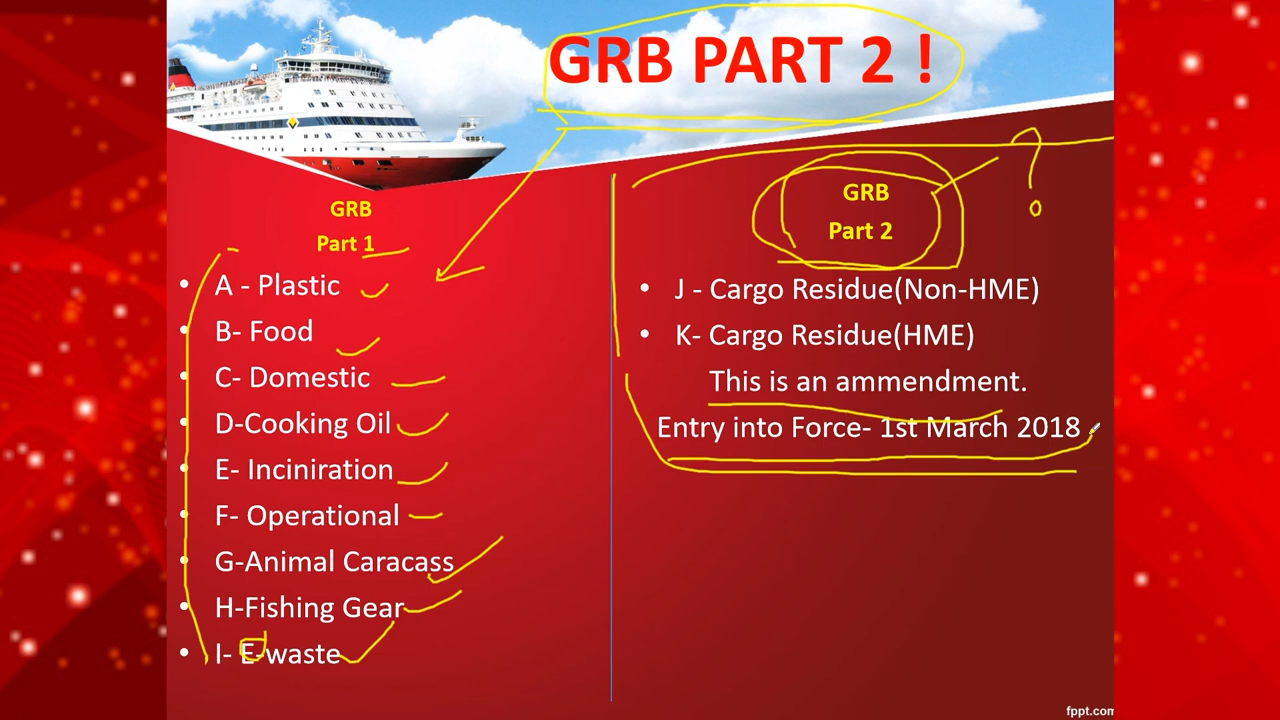 GRB PART 2 !
GRB
Part 1
• A - Plastic
• B- Food
• C- Domestic
• D-Cooking Oil
• E- Inciniration
• F- Operational
• G-Animal Caracass
• H-Fishing Gear
• I- E-waste
GRB
Part 2
?
• J - Cargo Residue(Non-HME)
• K- Cargo Residue(HME)
This is an ammendment.
Entry into Force- 1st March 2018
fppt.com